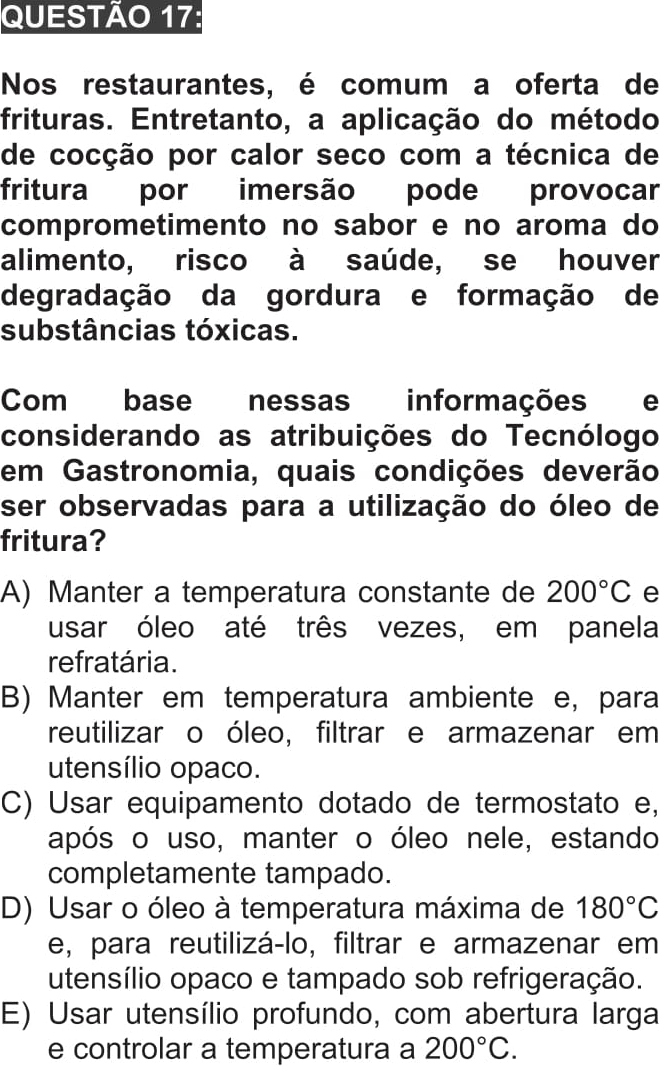 QUESTÃO 17:
Nos restaurantes, é comum a oferta de
frituras. Entretanto, a aplicação do método
de cocção por calor seco com a técnica de
fritura por imersão pode provocar
comprometimento no sabor e no aroma do
alimento, risco à saúde, se houver
degradação da gordura e formação de
substâncias tóxicas.
Com base nessas informações e
considerando as atribuições do Tecnólogo
em Gastronomia, quais condições deverão
ser observadas para a utilização do óleo de
fritura?
A) Manter a temperatura constante de 200°C e
usar óleo até três vezes, em panela
refratária.
B) Manter em temperatura ambiente e, para
reutilizar o óleo, filtrar e armazenar em
utensílio opaco.
C) Usar equipamento dotado de termostato e,
após o uso, manter o óleo nele, estando
completamente tampado.
D) Usar o óleo à temperatura máxima de 180°C
e, para reutilizá-lo, filtrar e armazenar em
utensílio opaco e tampado sob refrigeração.
E) Usar utensílio profundo, com abertura larga
e controlar a temperatura a 200°C.